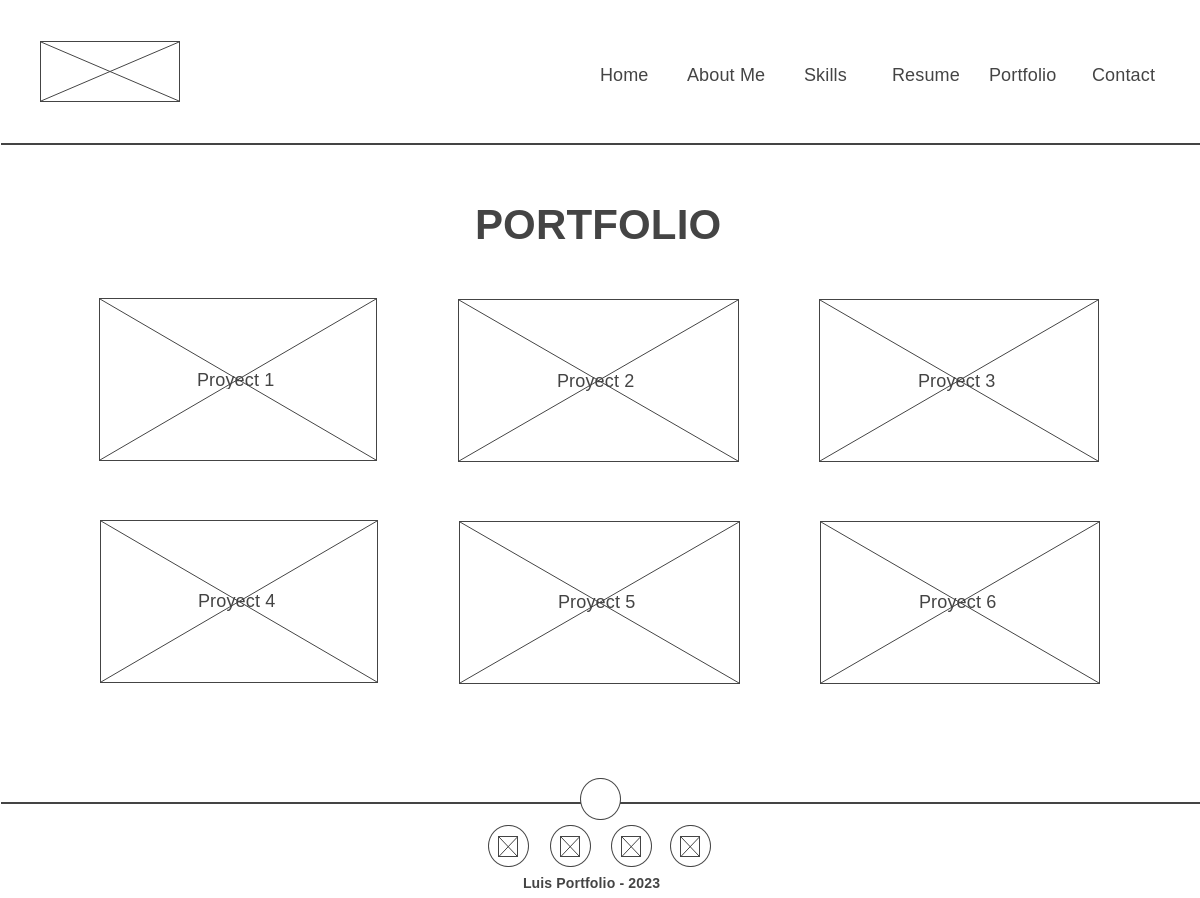 Home About Me Skills Resume Portfolio Contact
PORTFOLIO
Proyect 1 Proyect 2 Proyect 3
Proyect 4 Proyect 5 Proyect 6
Luis Portfolio - 2023